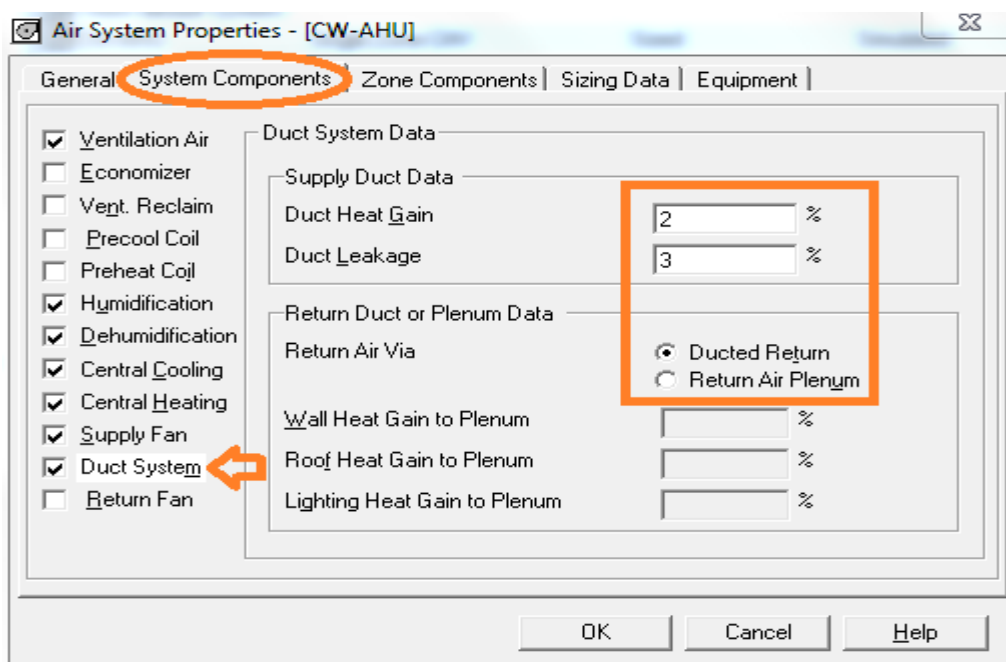 Air System Properties - [CW-AHU]
General System Components Zone Components Sizing Data Equipment
Ventilation Air
Economizer
Vent. Reclaim
Precool Coil
Preheat Coil
Humidification
Dehumidification
Central Cooling
Central Heating
Supply Fan
Duct System
Return Fan
Duct System Data
Supply Duct Data
Duct Heat Gain 2 %
Duct Leakage 3 %
Return Duct or Plenum Data
Return Air Via Ducted Return
Return Air Plenum
Wall Heat Gain to Plenum %
Roof Heat Gain to Plenum %
Lighting Heat Gain to Plenum %
OK Cancel Help